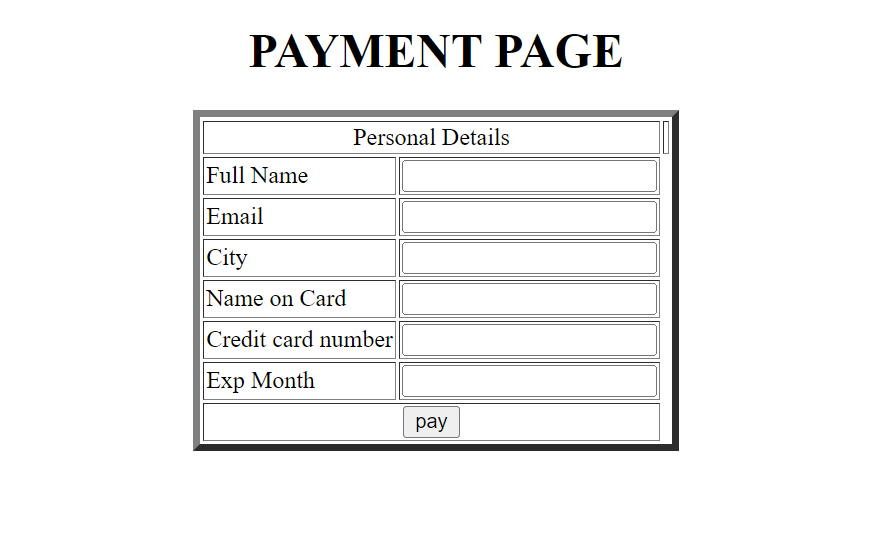 PAYMENT PAGE
Personal Details
Full Name
Email
City
Name on Card
Credit card number
Exp Month
pay